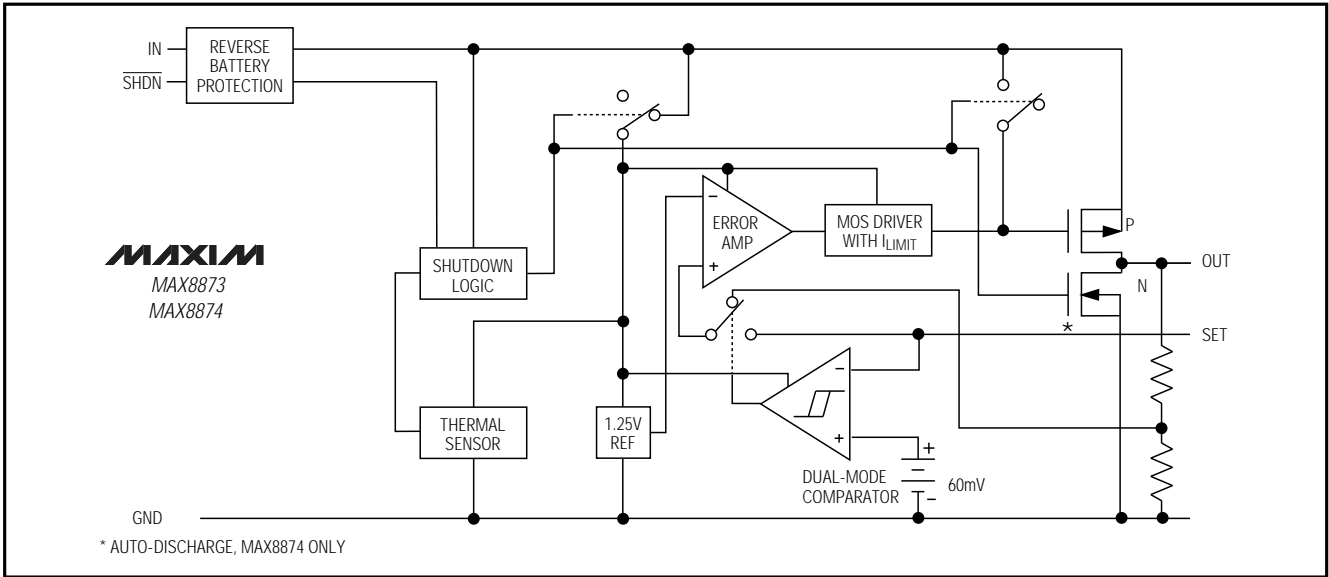 IN
SHDN
REVERSE
BATTERY
PROTECTION
MAXIM
MAX8873
MAX8874
SHUTDOWN
LOGIC
THERMAL
SENSOR
1.25V
REF
−
ERROR
AMP
+
MOS DRIVER
WITH ILIMIT
P
OUT
N
*
SET
−
+
DUAL-MODE
COMPARATOR
+
60mV
−
GND
* AUTO-DISCHARGE, MAX8874 ONLY